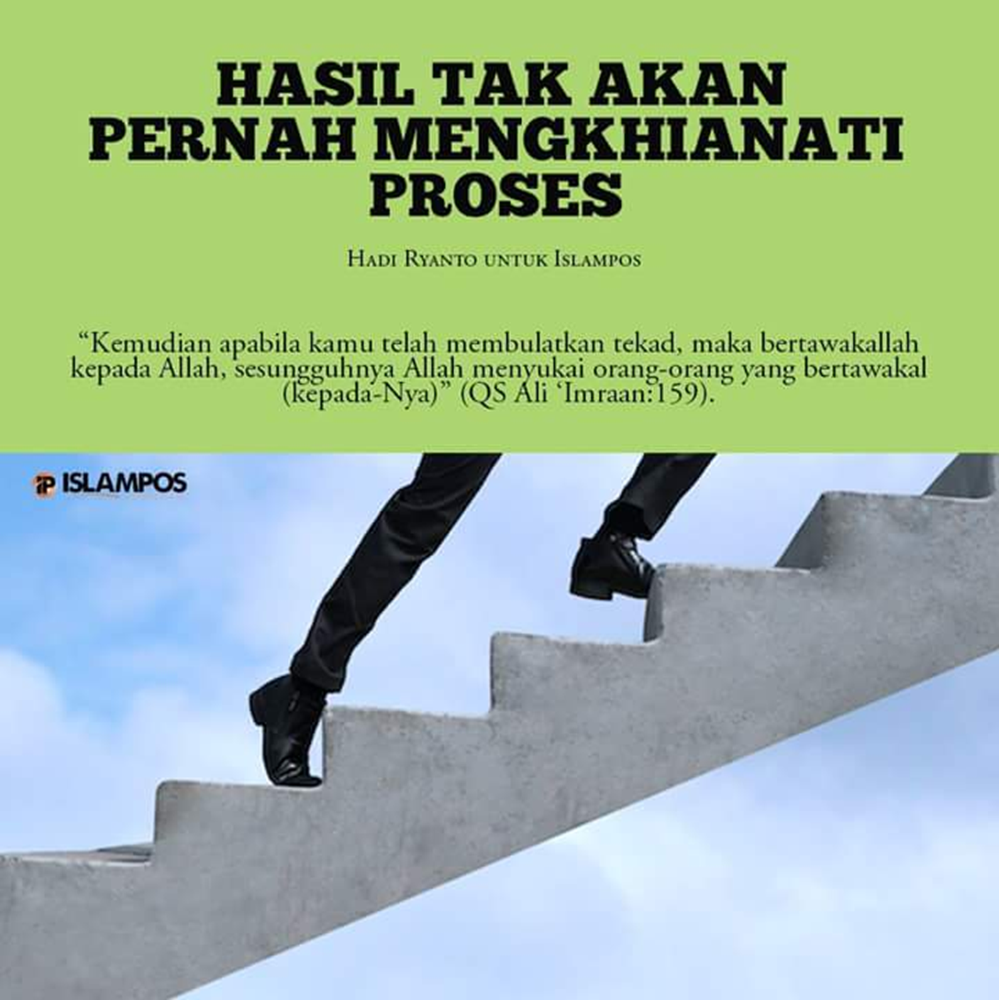 HASIL TAK AKAN
PERNAH MENGKHIANATI
PROSES
HADI RYANTO UNTUK ISLAMPOS
“Kemudian apabila kamu telah membulatkan tekad, maka bertawakallah
kepada Allah, sesungguhnya Allah menyukai orang-orang yang bertawakal
(kepada-Nya)” (QS Ali ‘Imraan:159).
iP ISLAMPOS